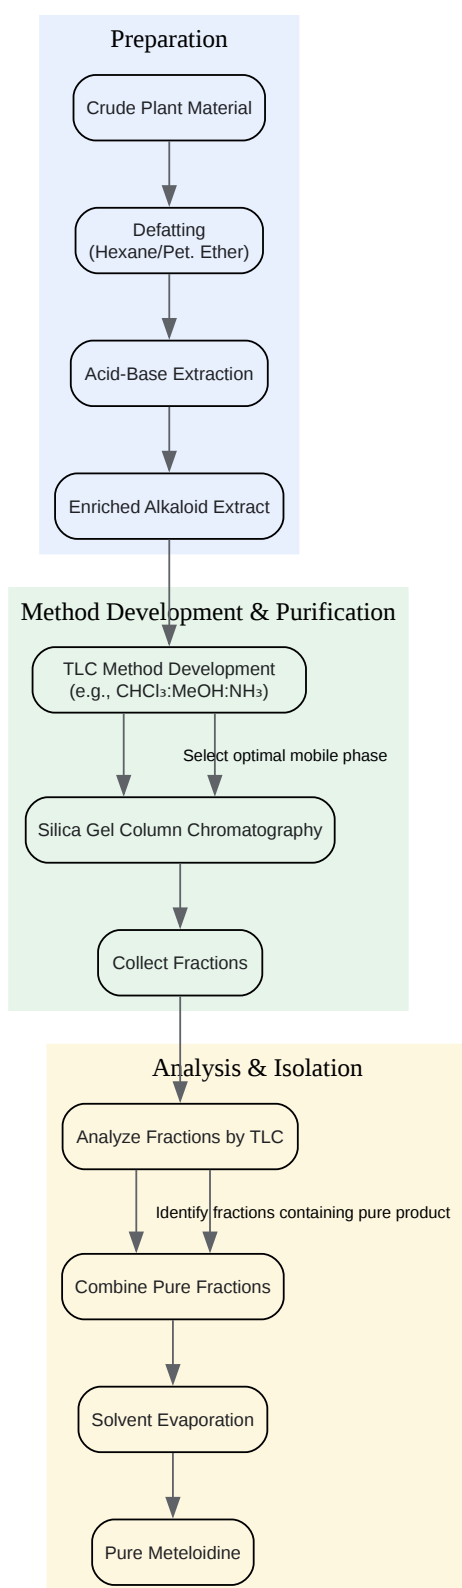 Preparation
Crude Plant Material
Defatting
(Hexane/Pet. Ether)
Acid-Base Extraction
Enriched Alkaloid Extract
Method Development & Purification
TLC Method Development
(e.g., CHCl₃:MeOH:NH₃)
Select optimal mobile phase
Silica Gel Column Chromatography
Collect Fractions
Analysis & Isolation
Analyze Fractions by TLC
Identify fractions containing pure product
Combine Pure Fractions
Solvent Evaporation
Pure Meteloidine